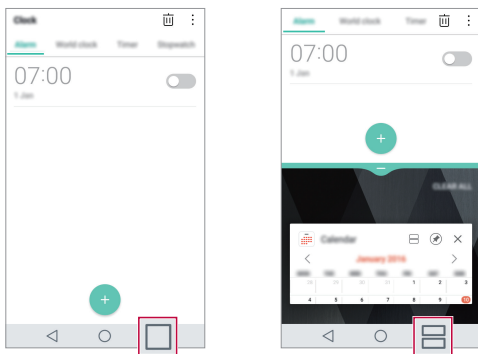 Clock
Alarm World clock Timer Stopwatch
07:00
1 Jan
Alarm World clock Timer
07:00
1 Jan
CLEAR ALL
Calendar
January 2016
1 2 3
4 5 6 7 8 9 10